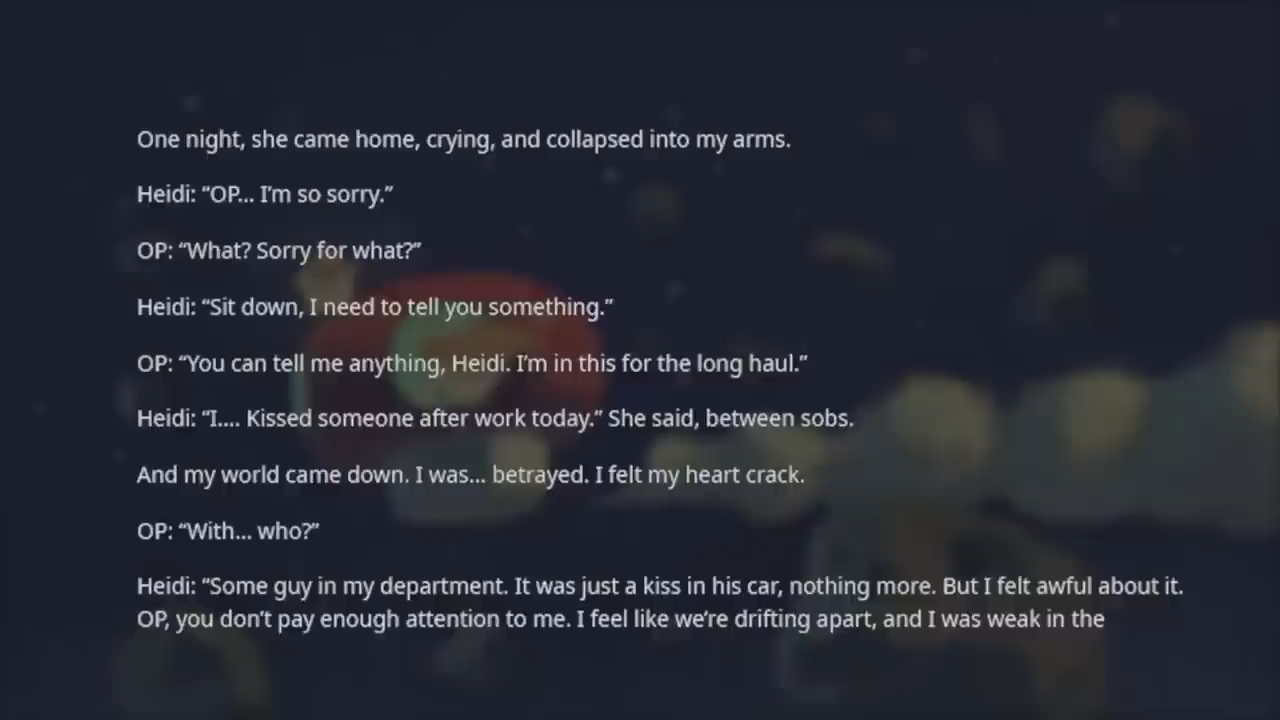 One night, she came home, crying, and collapsed into my arms.
Heidi: “OP... I’m so sorry.”
OP: “What? Sorry for what?”
Heidi: “Sit down, I need to tell you something.”
OP: “You can tell me anything, Heidi. I’m in this for the long haul.”
Heidi: “I.... Kissed someone after work today.” She said, between sobs.
And my world came down. I was... betrayed. I felt my heart crack.
OP: “With... who?”
Heidi: “Some guy in my department. It was just a kiss in his car, nothing more. But I felt awful about it.
OP, you don’t pay enough attention to me. I feel like we’re drifting apart, and I was weak in the